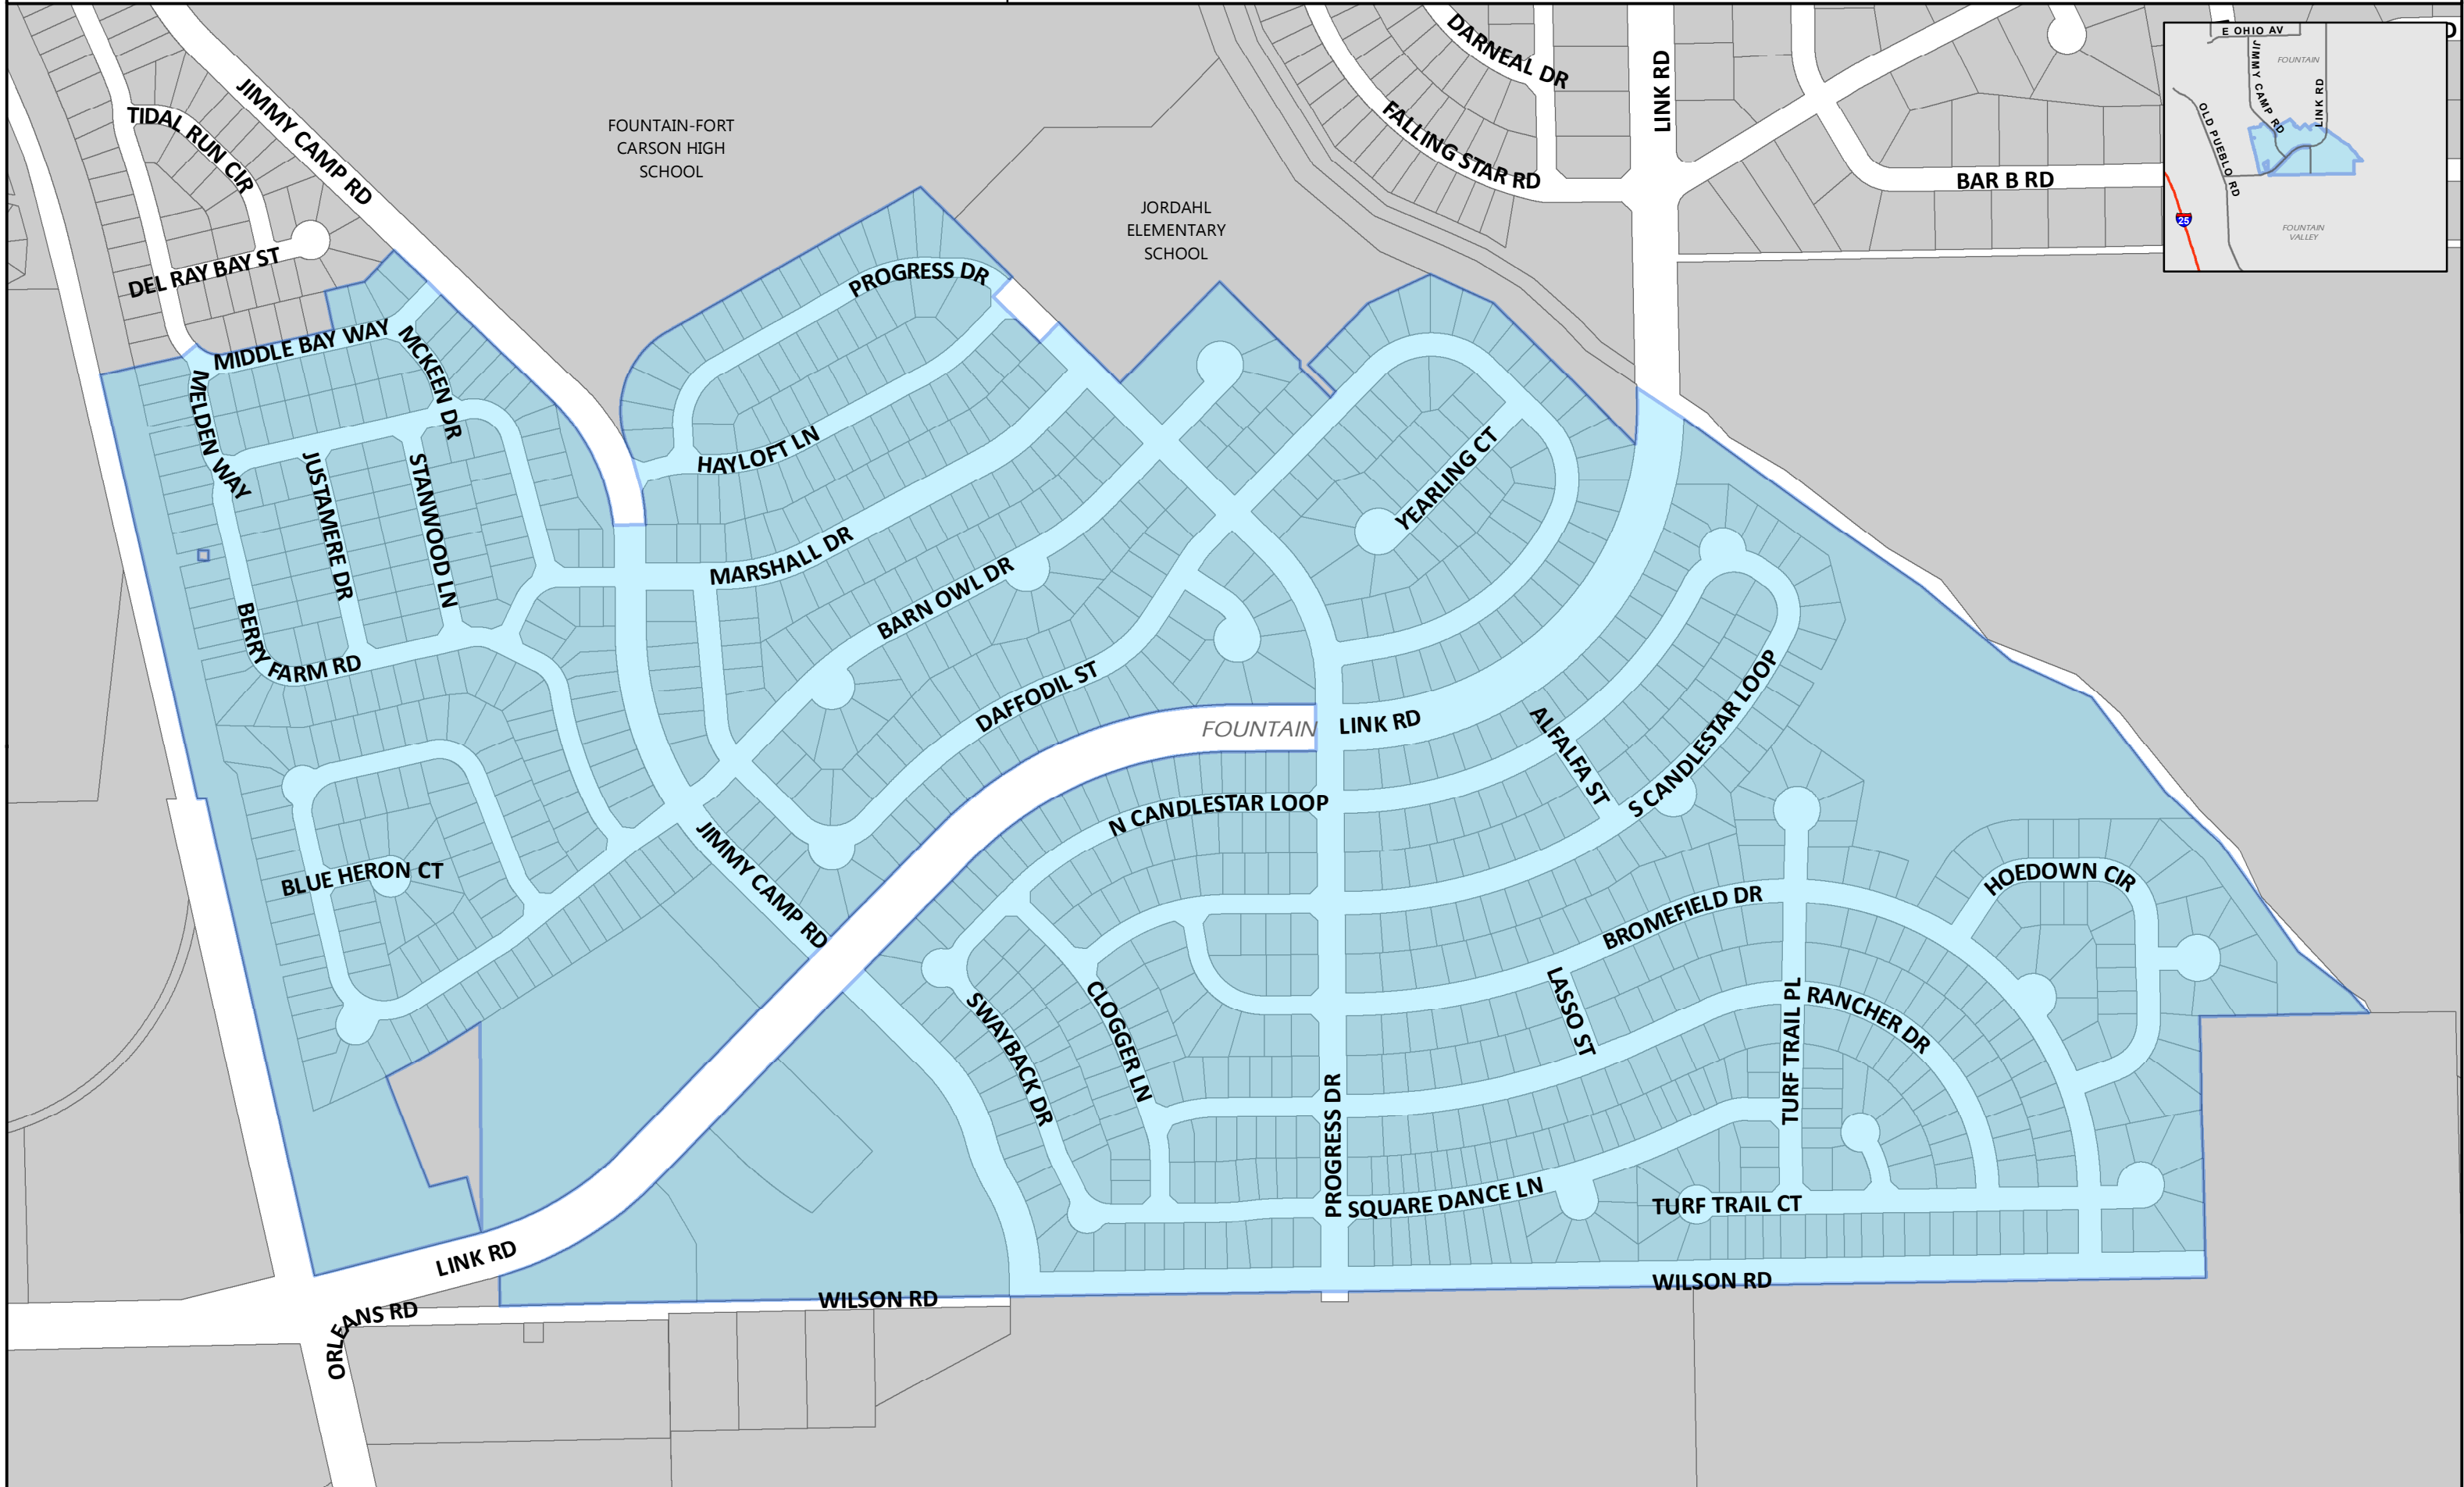 DARNEAL DR
LINK RD
FALLING STAR RD
BAR B RD
E OHIO AV
JIMMY CAMP RD
FOUNTAIN
LINK RD
OLD PUEBLO RD
25
FOUNTAIN
VALLEY
D
TIDAL RUN CIR
JIMMY CAMP RD
FOUNTAIN-FORT
CARSON HIGH
SCHOOL
JORDAHL
ELEMENTARY
SCHOOL
DEL RAY BAY ST
PROGRESS DR
MIDDLE BAY WAY
MCKEEN DR
MELDEN WAY
HAYLOFT LN
YEARLING CT
JUSTAMERE DR
STANWOOD LN
MARSHALL DR
BARN OWL DR
BERRY FARM RD
DAFFODIL ST
FOUNTAIN
LINK RD
ALFALFA ST
S CANDLESTAR LOOP
N CANDLESTAR LOOP
JIMMY CAMP RD
BLUE HERON CT
HOEDOWN CIR
BROMEFIELD DR
LASSO ST
TURF TRAIL PL
RANCHER DR
SWAYBACK DR
CLOGGER LN
PROGRESS DR
SQUARE DANCE LN
TURF TRAIL CT
LINK RD
WILSON RD
WILSON RD
ORLEANS RD